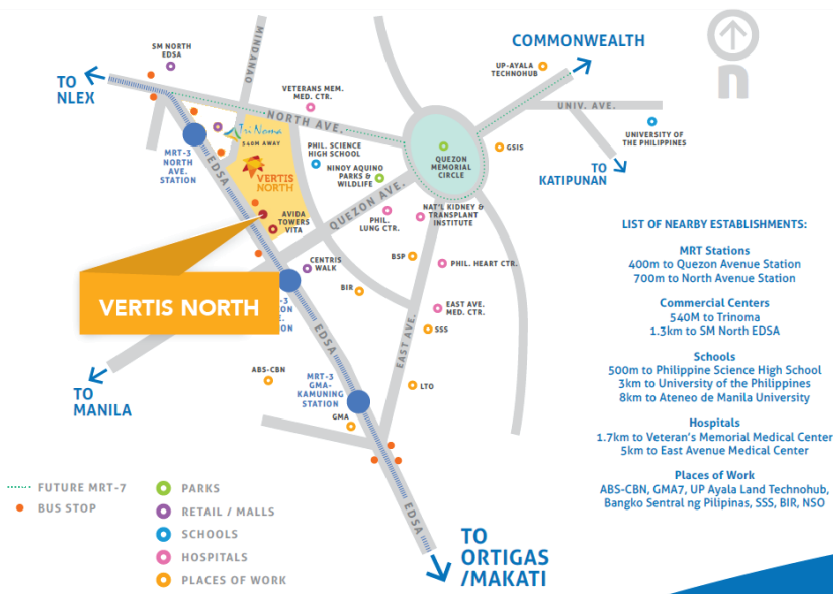 SM NORTH
EDSA
TO
NLEX
MINDANAO
VETERANS MEM.
MED. CTR.
NORTH AVE.
TriNoma
540M AWAY
MRT-3
NORTH
AVE.
STATION
EDSA
VERTIS
NORTH
PHIL. SCIENCE
HIGH SCHOOL
NINOY AQUINO
PARKS &
WILDLIFE
QUEZON AVE.
AVIDA
TOWERS
VITA
PHIL.
LUNG CTR.
NAT'L KIDNEY &
TRANSPLANT
INSTITUTE
QUEZON
MEMORIAL
CIRCLE
COMMONWEALTH
UP-AYALA
TECHNOHUB
UNIV. AVE.
GSIS
UNIVERSITY OF
THE PHILIPPINES
TO
KATIPUNAN
n
CENTRIS
WALK
BIR
BSP
PHIL. HEART CTR.
EAST AVE.
MED. CTR.
SSS
EAST AVE.
LTO
VERTIS NORTH
EDSA
ABS-CBN
MRT-3
GMA-
KAMUNING
STATION
GMA
TO
MANILA
EDSA
TO
ORTIGAS
/MAKATI
FUTURE MRT-7
BUS STOP
PARKS
RETAIL / MALLS
SCHOOLS
HOSPITALS
PLACES OF WORK
LIST OF NEARBY ESTABLISHMENTS:
MRT Stations
400m to Quezon Avenue Station
700m to North Avenue Station
Commercial Centers
540M to Trinoma
1.3km to SM North EDSA
Schools
500m to Philippine Science High School
3km to University of the Philippines
8km to Ateneo de Manila University
Hospitals
1.7km to Veteran's Memorial Medical Center
5km to East Avenue Medical Center
Places of Work
ABS-CBN, GMA7, UP Ayala Land Technohub,
Bangko Sentral ng Pilipinas, SSS, BIR, NSO